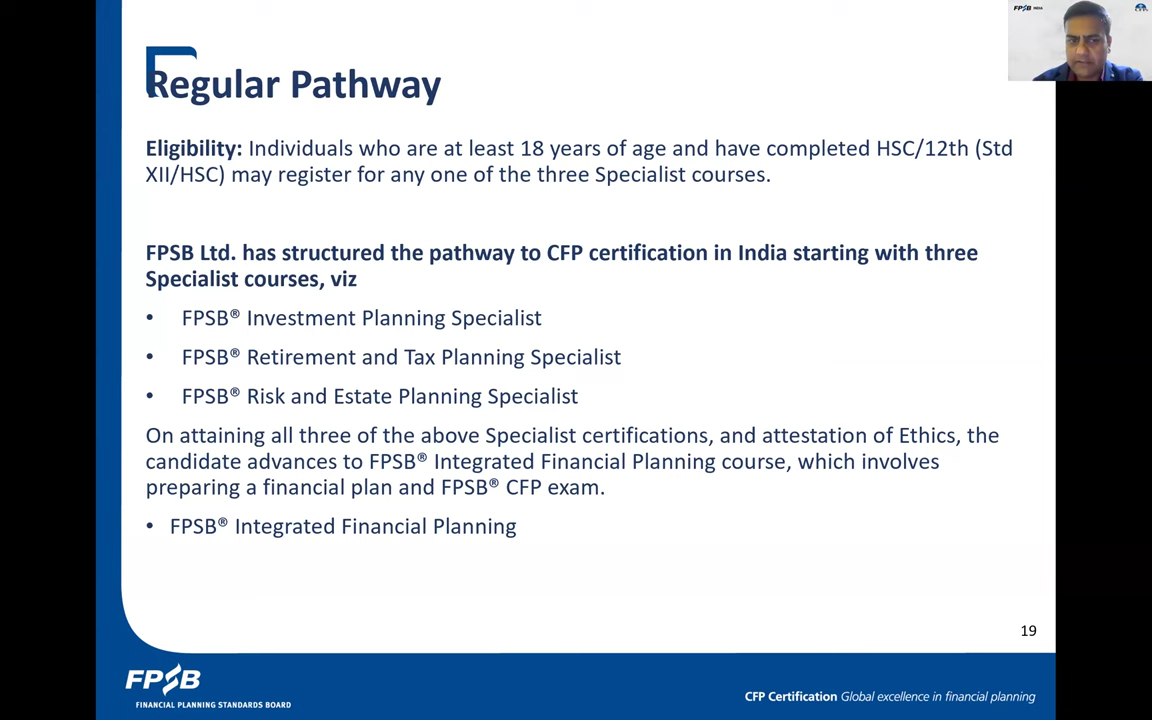 FPSB INDIA
Regular Pathway
Eligibility: Individuals who are at least 18 years of age and have completed HSC/12th (Std
XII/HSC) may register for any one of the three Specialist courses.
FPSB Ltd. has structured the pathway to CFP certification in India starting with three
Specialist courses, viz
• FPSB® Investment Planning Specialist
• FPSB® Retirement and Tax Planning Specialist
• FPSB® Risk and Estate Planning Specialist
On attaining all three of the above Specialist certifications, and attestation of Ethics, the
candidate advances to FPSB® Integrated Financial Planning course, which involves
preparing a financial plan and FPSB® CFP exam.
• FPSB® Integrated Financial Planning
19
FPSB
FINANCIAL PLANNING STANDARDS BOARD
CFP Certification Global excellence in financial planning